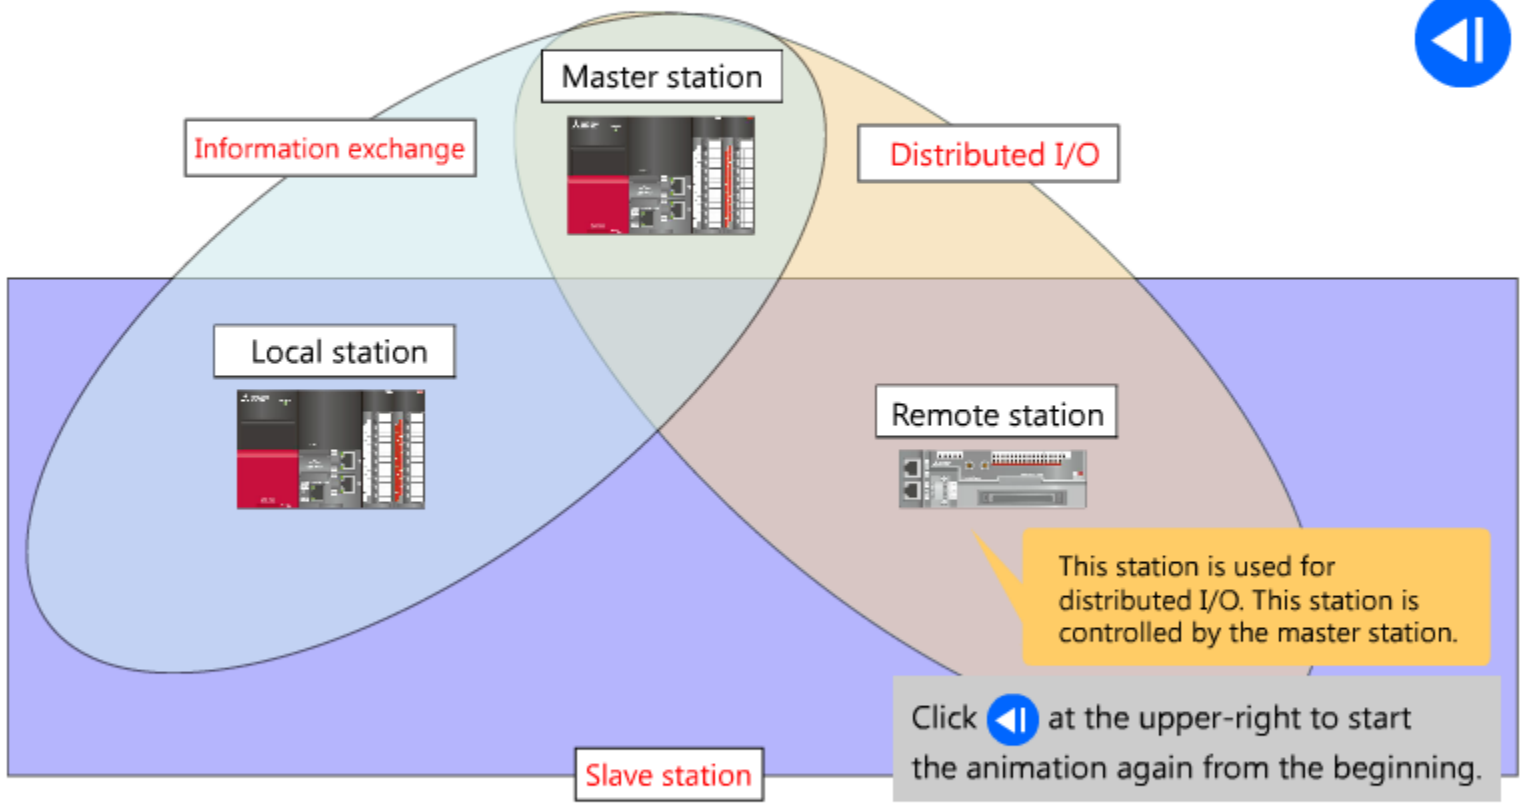 Master station
Information exchange
Distributed I/O
Local station
Remote station
This station is used for
distributed I/O. This station is
controlled by the master station.
Click at the upper-right to start
the animation again from the beginning.
Slave station